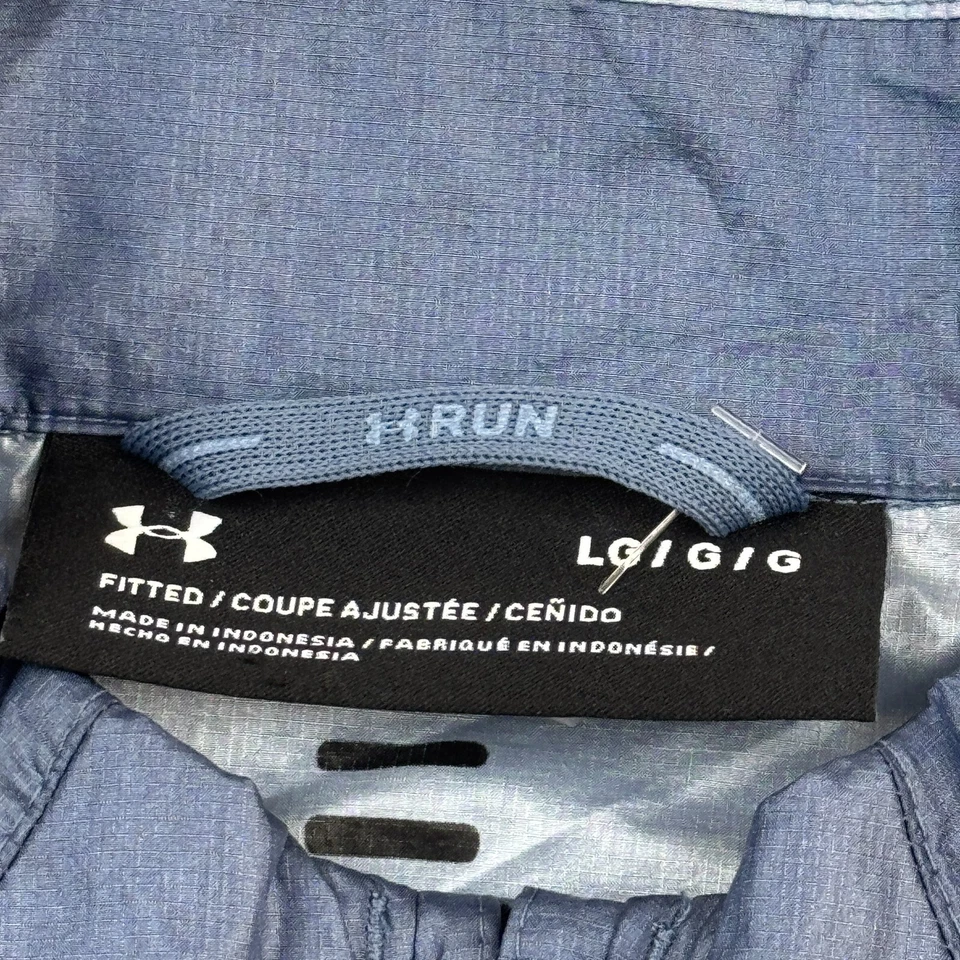 RUN
LG / G / G
FITTED / COUPE AJUSTÉE / CEÑIDO
MADE IN INDONESIA / FABRIQUÉ EN INDONÉSIE /
HECHO EN INDONESIA